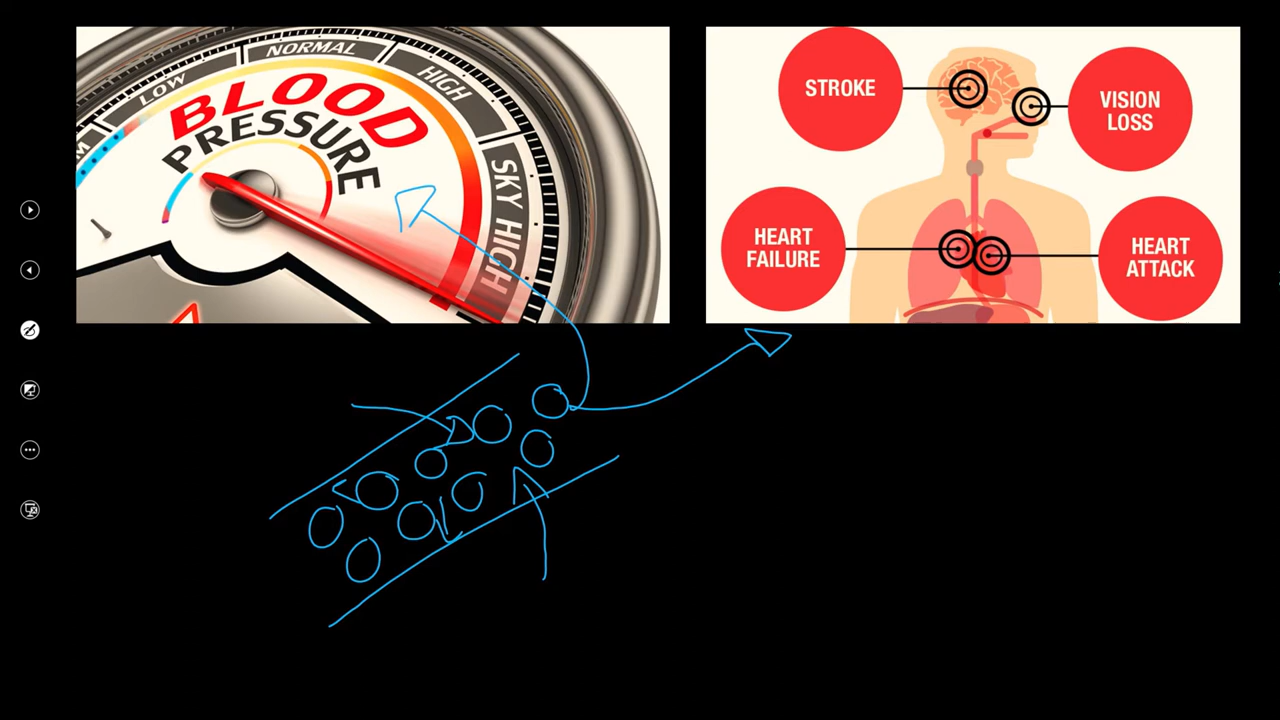 LOW
NORMAL
HIGH
SKY HIGH
BLOOD
PRESSURE
STROKE
VISION
LOSS
HEART
FAILURE
HEART
ATTACK